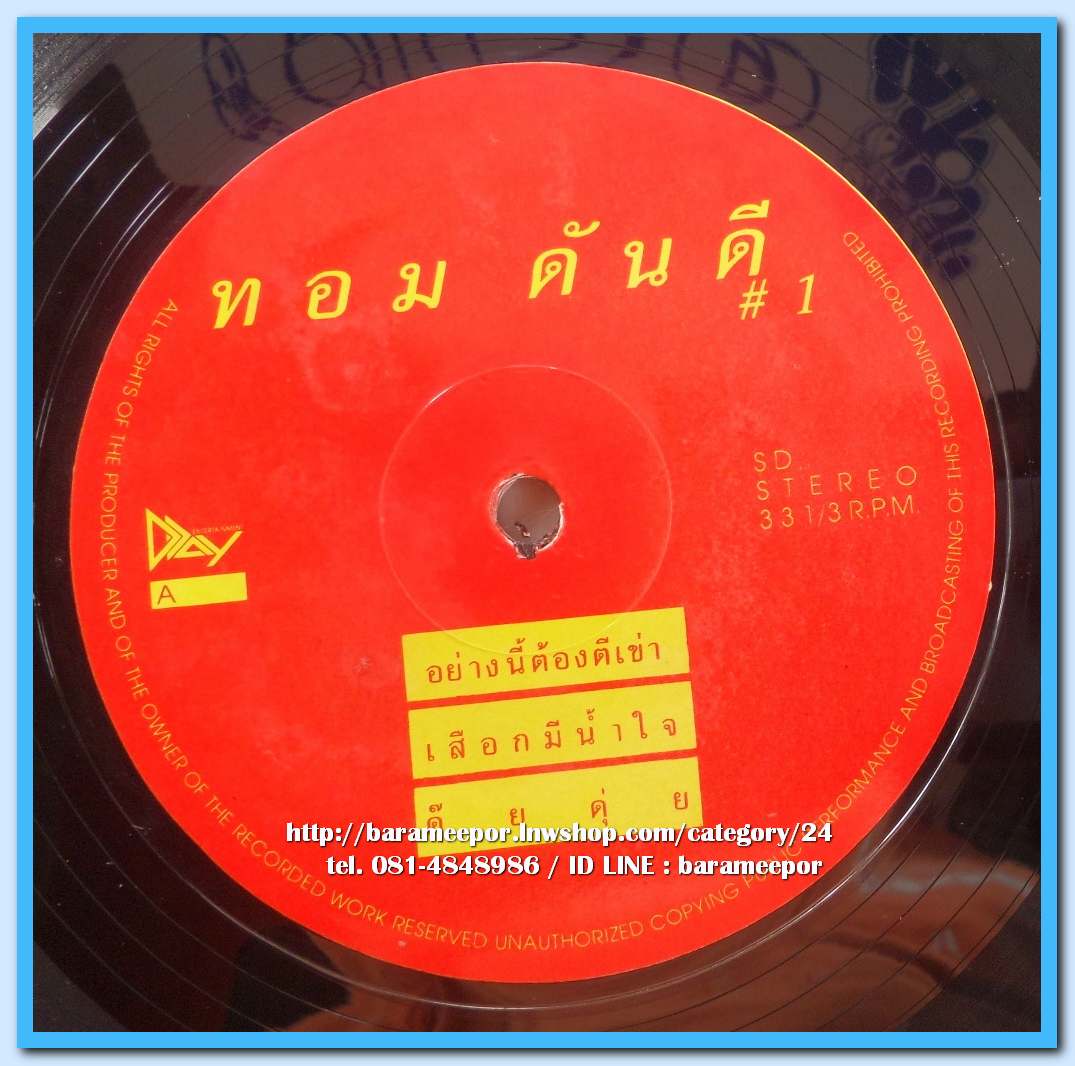 ทอม ดันดี
# 1
ALL RIGHTS OF THE PRODUCER AND OF THE OWNER OF THE RECORDED WORK RESERVED UNAUTHORIZED COPYING PUBLIC PERFORMANCE AND BROADCASTING OF THIS RECORDING PROHIBITED
SD...
STEREO
33 1/3 R.P.M.
Play
A
อย่างนี้ต้องตีเข่า
เสือกมีน้ำใจ
ดุ่ย
http://barameepor.lnwshop.com/category/24
tel. 081-4848986 / ID LINE : barameepor